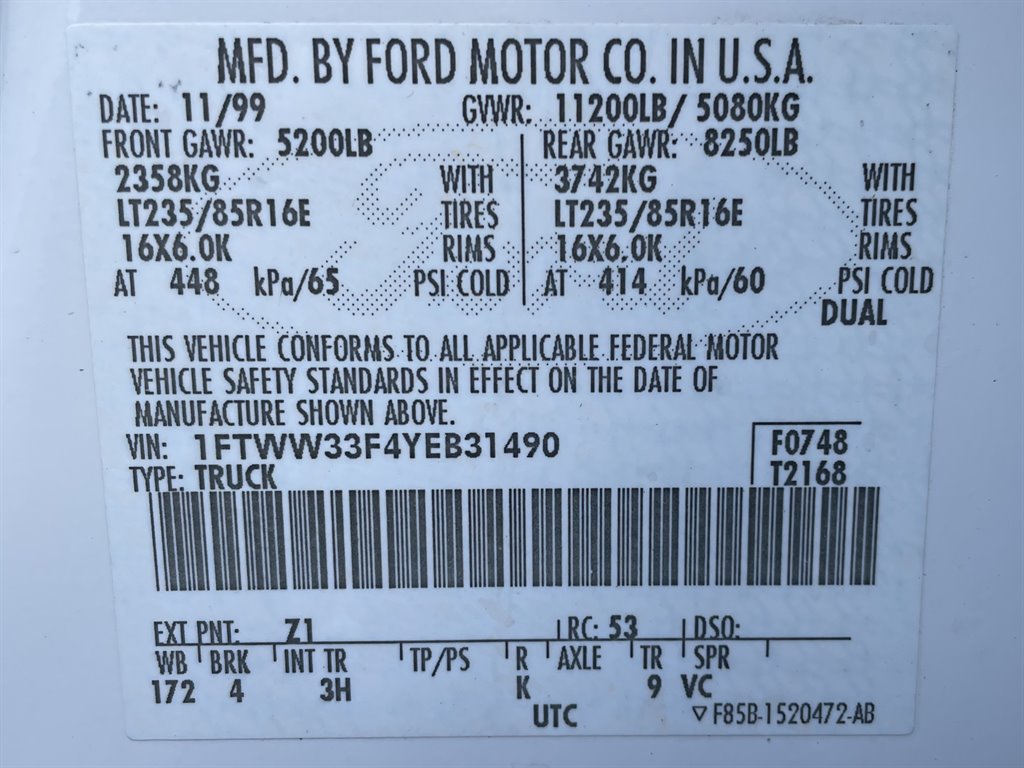 MFD. BY FORD MOTOR CO. IN U.S.A.
DATE: 11/99 GVWR: 11200LB/ 5080KG
FRONT GAWR: 5200LB REAR GAWR: 8250LB
2358KG WITH 3742KG WITH
LT235/85R16E TIRES LT235/85R16E TIRES
16X6.0K RIMS 16X6.0K RIMS
AT 448 kPa/65 PSI COLD AT 414 kPa/60 PSI COLD
DUAL
THIS VEHICLE CONFORMS TO ALL APPLICABLE FEDERAL MOTOR
VEHICLE SAFETY STANDARDS IN EFFECT ON THE DATE OF
MANUFACTURE SHOWN ABOVE.
VIN: 1FTWW33F4YEB31490 F0748
TYPE: TRUCK T2168
EXT PNT: Z1 RC: 53 DSO:
WB BRK INT TR TP/PS R AXLE TR SPR
172 4 3H K 9 VC
UTC ▽F85B-1520472-AB